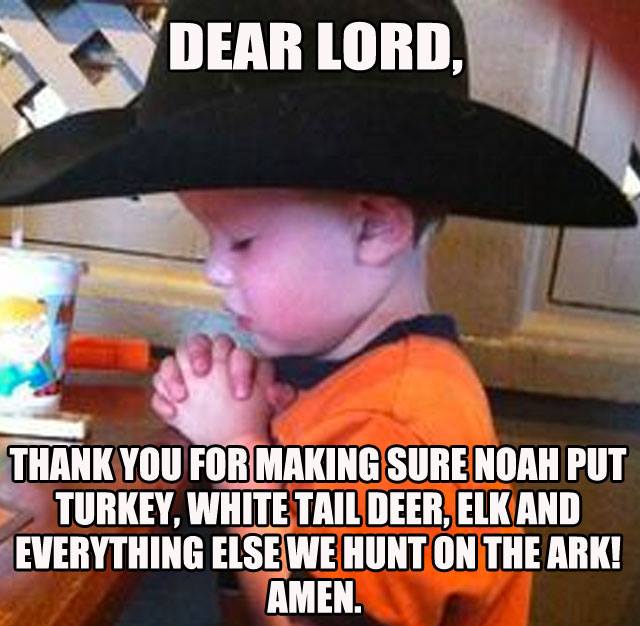 DEAR LORD,
THANK YOU FOR MAKING SURE NOAH PUT
TURKEY, WHITE TAIL DEER, ELK AND
EVERYTHING ELSE WE HUNT ON THE ARK!
AMEN.